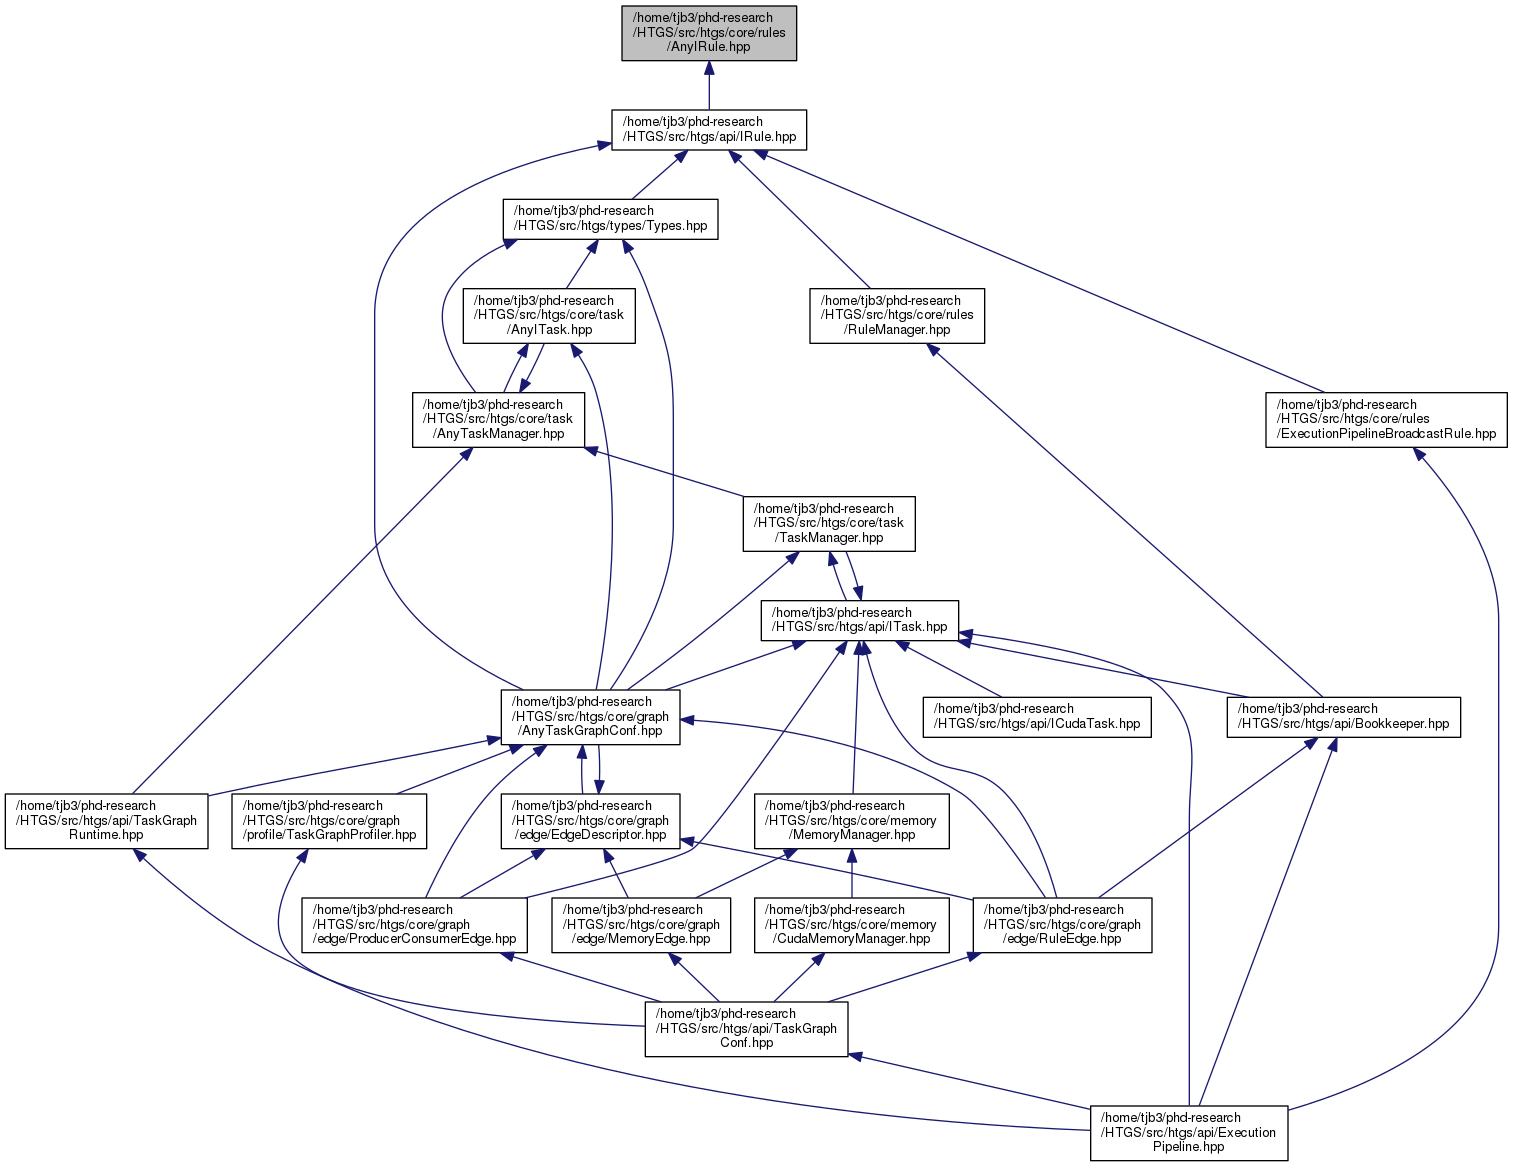 /home/tjb3/phd-research
/HTGS/src/htgs/core/rules
/AnyIRule.hpp
/home/tjb3/phd-research
/HTGS/src/htgs/api/IRule.hpp
/home/tjb3/phd-research
/HTGS/src/htgs/types/Types.hpp
/home/tjb3/phd-research
/HTGS/src/htgs/core/task
/AnyITask.hpp
/home/tjb3/phd-research
/HTGS/src/htgs/core/rules
/RuleManager.hpp
/home/tjb3/phd-research
/HTGS/src/htgs/core/task
/AnyTaskManager.hpp
/home/tjb3/phd-research
/HTGS/src/htgs/core/rules
/ExecutionPipelineBroadcastRule.hpp
/home/tjb3/phd-research
/HTGS/src/htgs/core/task
/TaskManager.hpp
/home/tjb3/phd-research
/HTGS/src/htgs/api/ITask.hpp
/home/tjb3/phd-research
/HTGS/src/htgs/core/graph
/AnyTaskGraphConf.hpp
/home/tjb3/phd-research
/HTGS/src/htgs/api/ICudaTask.hpp
/home/tjb3/phd-research
/HTGS/src/htgs/api/Bookkeeper.hpp
/home/tjb3/phd-research
/HTGS/src/htgs/api/TaskGraph
Runtime.hpp
/home/tjb3/phd-research
/HTGS/src/htgs/core/graph
/profile/TaskGraphProfiler.hpp
/home/tjb3/phd-research
/HTGS/src/htgs/core/graph
/edge/EdgeDescriptor.hpp
/home/tjb3/phd-research
/HTGS/src/htgs/core/memory
/MemoryManager.hpp
/home/tjb3/phd-research
/HTGS/src/htgs/core/graph
/edge/ProducerConsumerEdge.hpp
/home/tjb3/phd-research
/HTGS/src/htgs/core/graph
/edge/MemoryEdge.hpp
/home/tjb3/phd-research
/HTGS/src/htgs/core/memory
/CudaMemoryManager.hpp
/home/tjb3/phd-research
/HTGS/src/htgs/core/graph
/edge/RuleEdge.hpp
/home/tjb3/phd-research
/HTGS/src/htgs/api/TaskGraph
Conf.hpp
/home/tjb3/phd-research
/HTGS/src/htgs/api/Execution
Pipeline.hpp